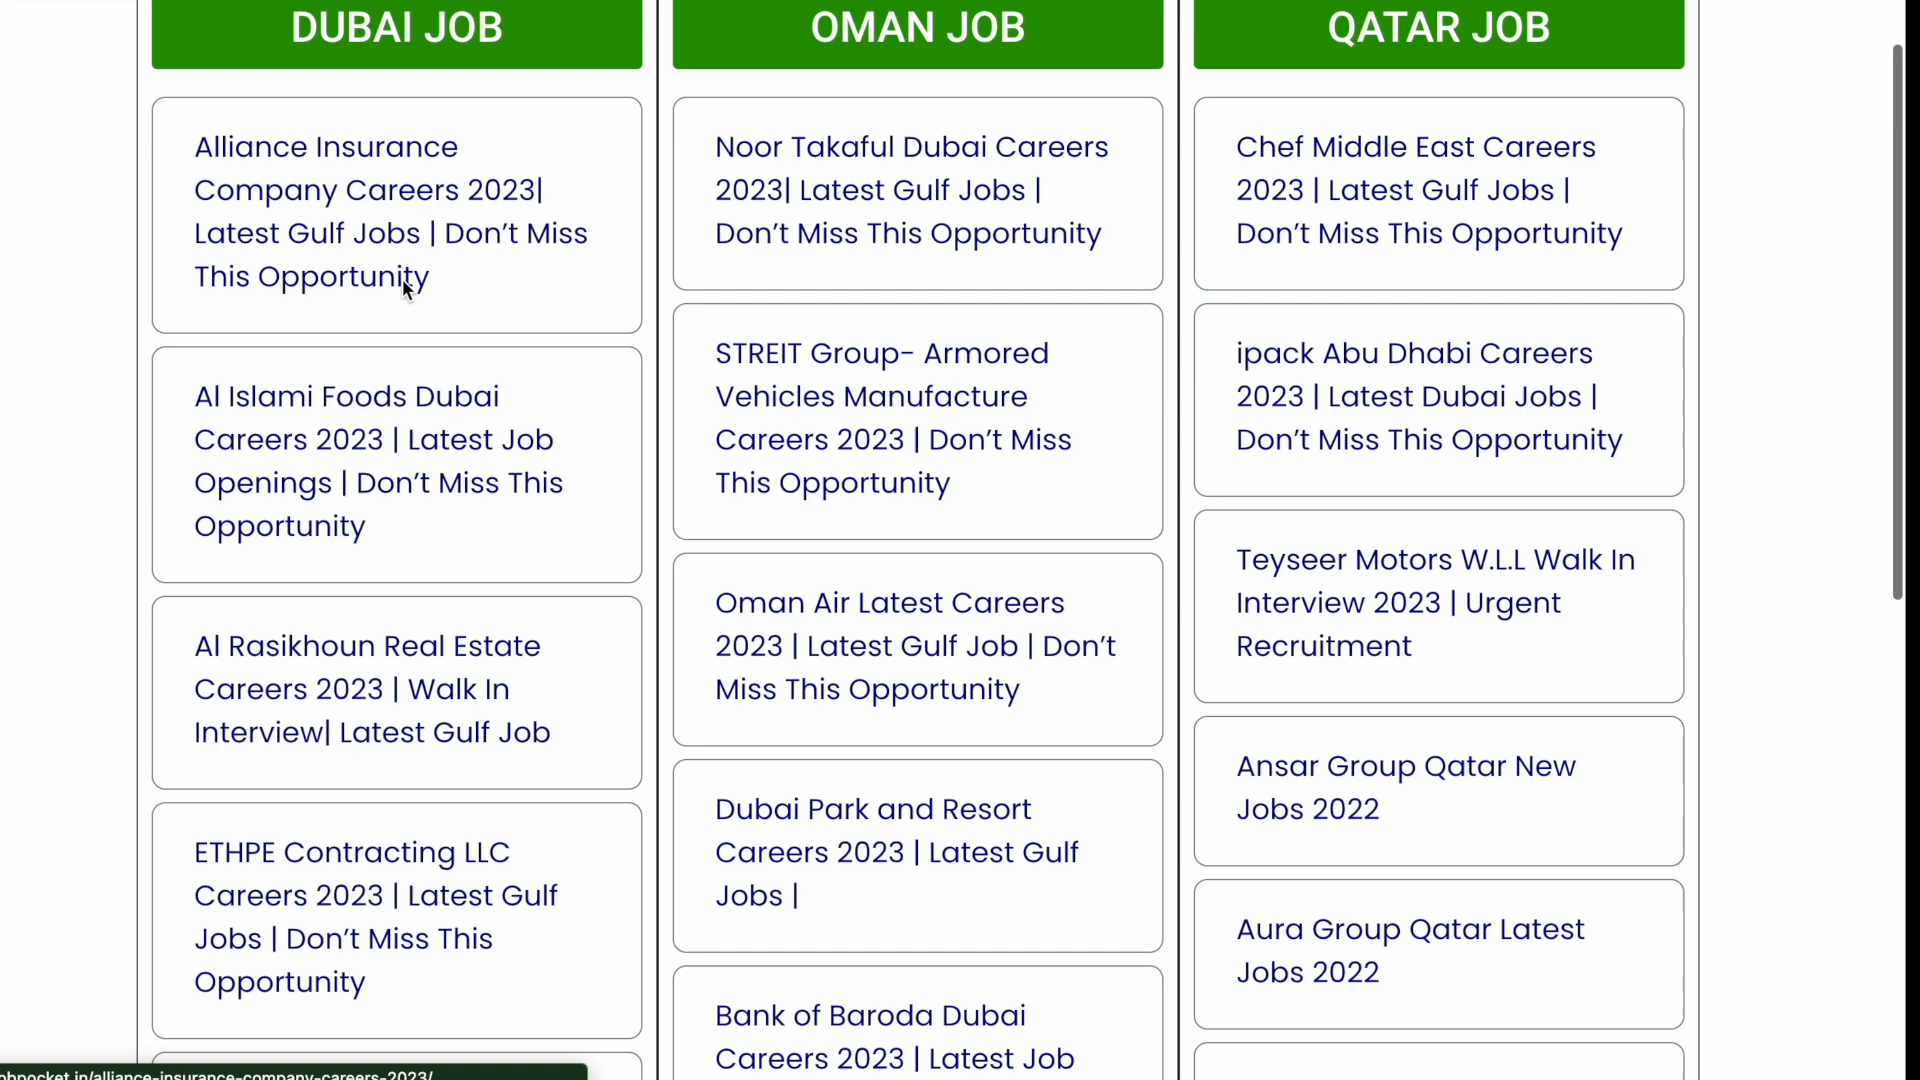 DUBAI JOB
Alliance Insurance
Company Careers 2023|
Latest Gulf Jobs | Don’t Miss
This Opportunity
Al Islami Foods Dubai
Careers 2023 | Latest Job
Openings | Don’t Miss This
Opportunity
Al Rasikhoun Real Estate
Careers 2023 | Walk In
Interview| Latest Gulf Job
ETHPE Contracting LLC
Careers 2023 | Latest Gulf
Jobs | Don’t Miss This
Opportunity
OMAN JOB
Noor Takaful Dubai Careers
2023| Latest Gulf Jobs |
Don’t Miss This Opportunity
STREIT Group- Armored
Vehicles Manufacture
Careers 2023 | Don’t Miss
This Opportunity
Oman Air Latest Careers
2023 | Latest Gulf Job | Don’t
Miss This Opportunity
Dubai Park and Resort
Careers 2023 | Latest Gulf
Jobs |
Bank of Baroda Dubai
Careers 2023 | Latest Job
QATAR JOB
Chef Middle East Careers
2023 | Latest Gulf Jobs |
Don’t Miss This Opportunity
ipack Abu Dhabi Careers
2023 | Latest Dubai Jobs |
Don’t Miss This Opportunity
Teyseer Motors W.L.L Walk In
Interview 2023 | Urgent
Recruitment
Ansar Group Qatar New
Jobs 2022
Aura Group Qatar Latest
Jobs 2022
obpocket.in/alliance-insurance-company-careers-2023/